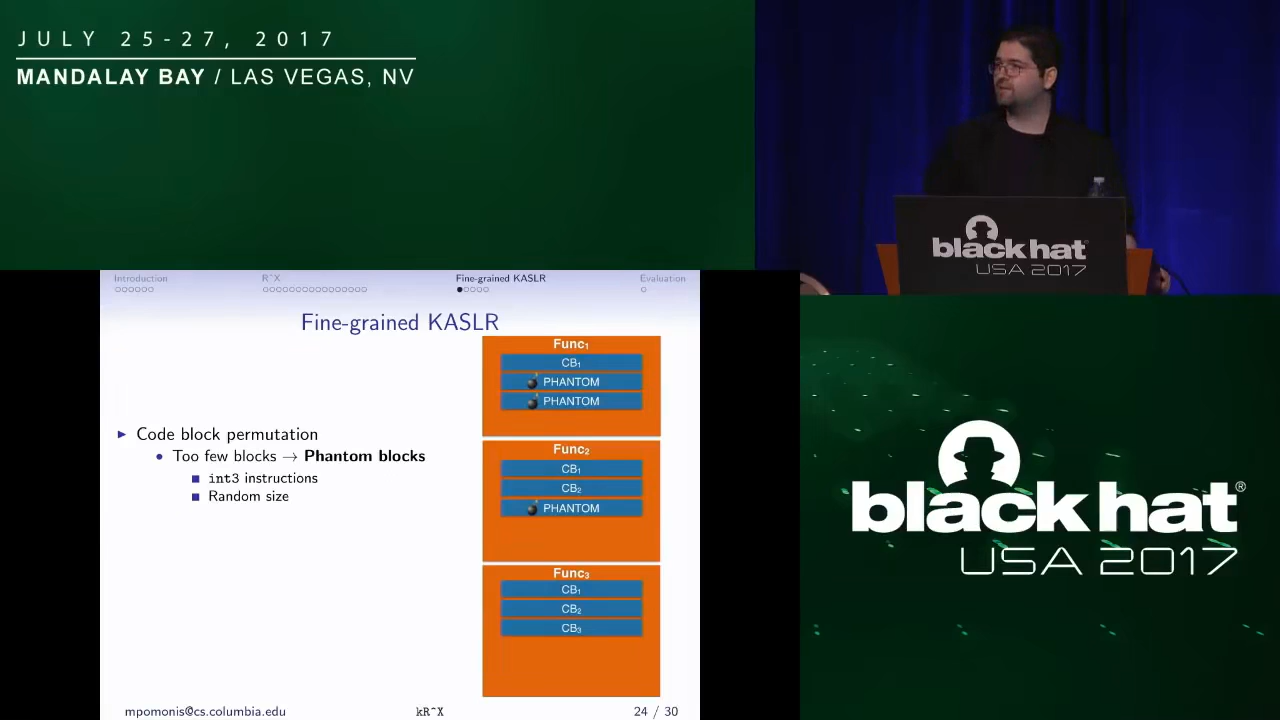 JULY 25-27, 2017
MANDALAY BAY / LAS VEGAS, NV
black hat
USA 2017
Introduction
R^X
Fine-grained KASLR
Evaluation
Fine-grained KASLR
► Code block permutation
• Too few blocks → Phantom blocks
■ int3 instructions
■ Random size
Func₁
CB₁
PHANTOM
PHANTOM
Func₂
CB₁
CB₂
PHANTOM
Func₃
CB₁
CB₂
CB₃
mpomonis@cs.columbia.edu
kR^X
24 / 30
black hat®
USA 2017